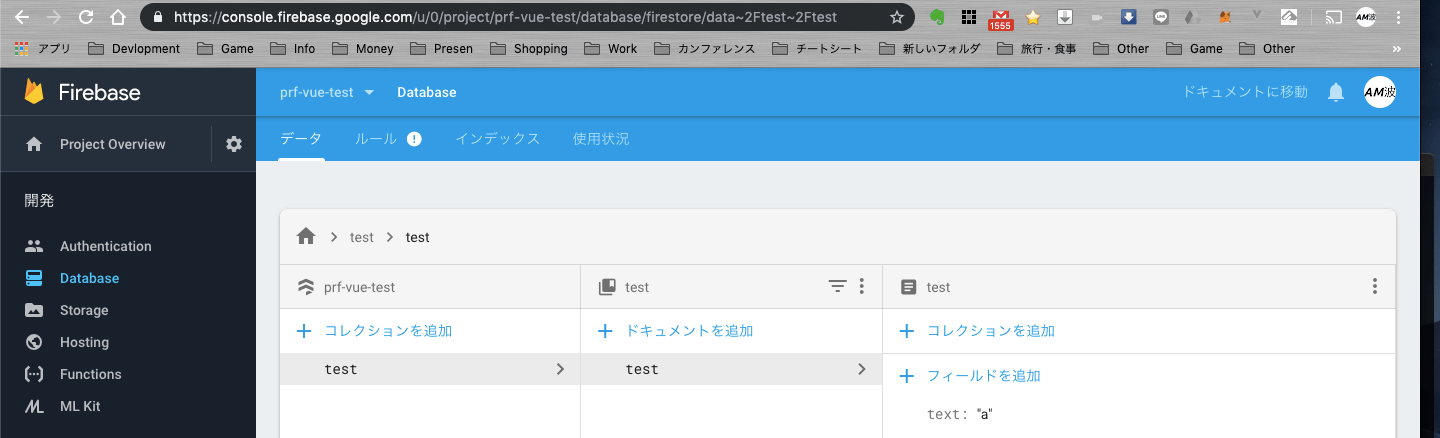 https://console.firebase.google.com/u/0/project/prf-vue-test/database/firestore/data~2Ftest~2Ftest
1555
AM波
アプリ Devlopment Game Info Money Presen Shopping Work カンファレンス チートシート 新しいフォルダ 旅行・食事 Other Game Other »
Firebase
prf-vue-test Database ドキュメントに移動 AM波
Project Overview
データ ルール ! インデックス 使用状況
開発
Authentication
Database
Storage
Hosting
Functions
ML Kit
test test
prf-vue-test test test
コレクションを追加 ドキュメントを追加 コレクションを追加
test test
フィールドを追加
text: "a"